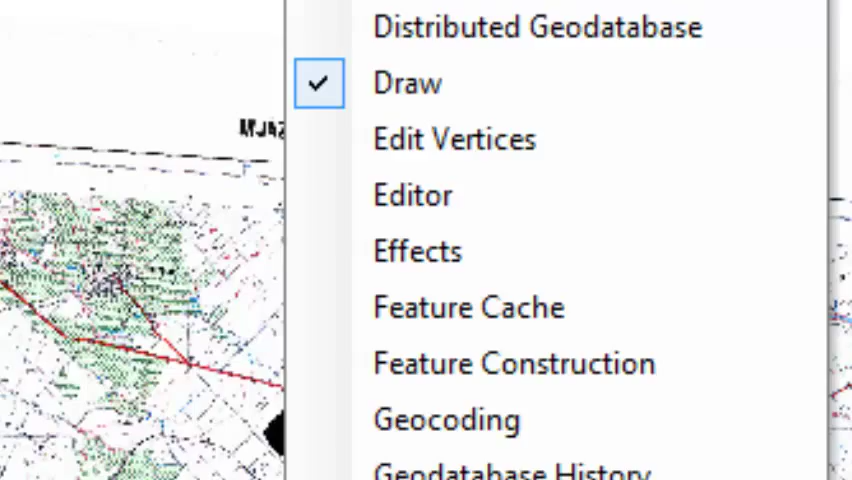 Distributed Geodatabase
Draw
Edit Vertices
Editor
Effects
Feature Cache
Feature Construction
Geocoding
Geodatabase History